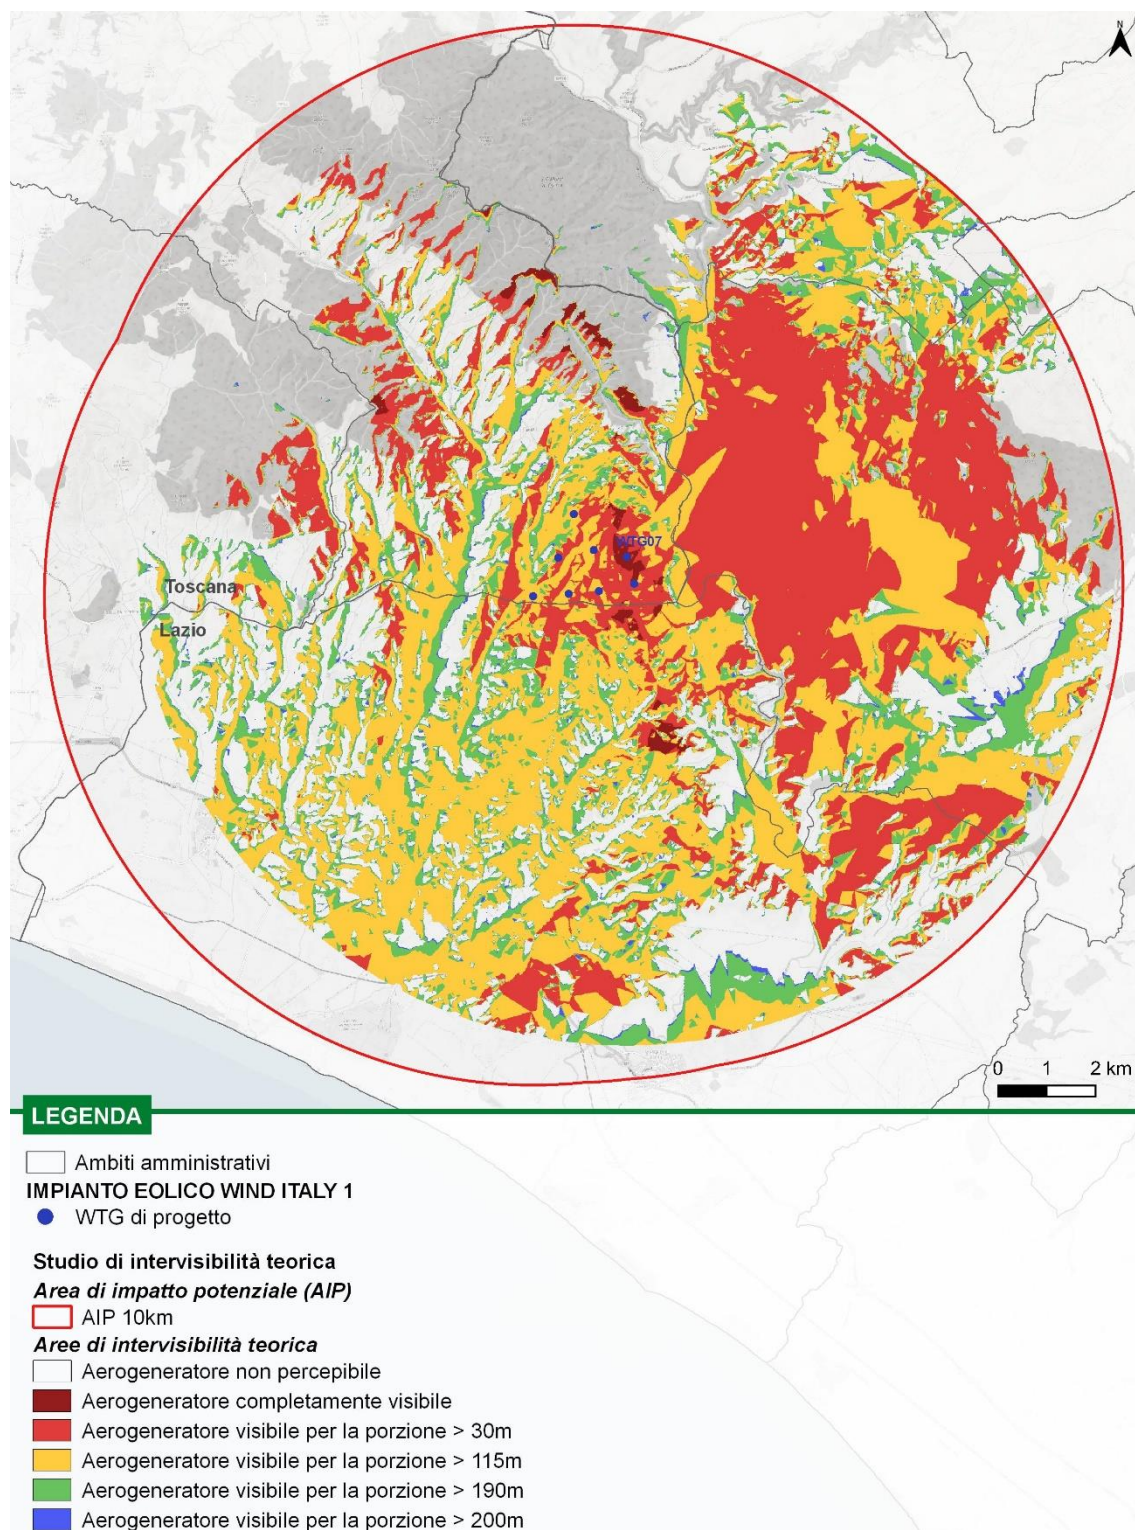 N
WTG07
Toscana
Lazio
0 1 2 km
LEGENDA
Ambiti amministrativi
IMPIANTO EOLICO WIND ITALY 1
WTG di progetto
Studio di intervisibilità teorica
Area di impatto potenziale (AIP)
AIP 10km
Aree di intervisibilità teorica
Aerogeneratore non percepibile
Aerogeneratore completamente visibile
Aerogeneratore visibile per la porzione > 30m
Aerogeneratore visibile per la porzione > 115m
Aerogeneratore visibile per la porzione > 190m
Aerogeneratore visibile per la porzione > 200m